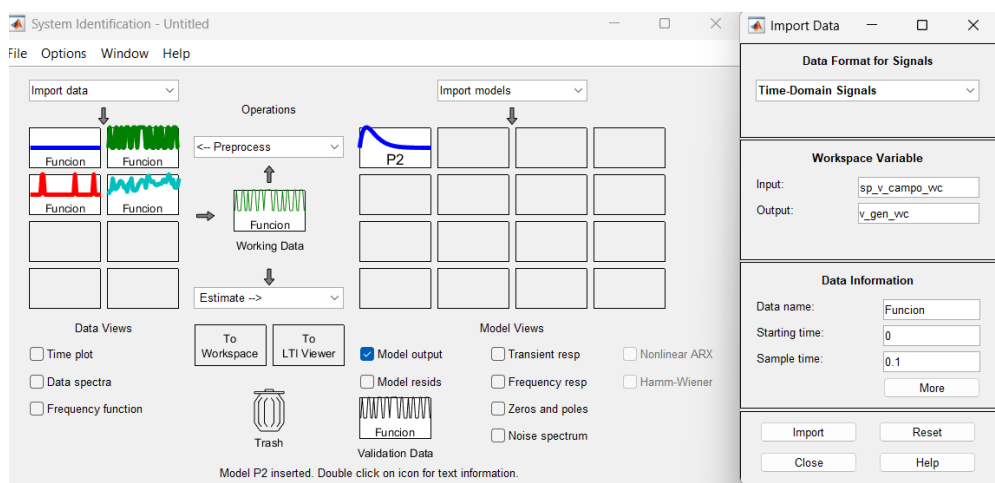 System Identification - Untitled
File Options Window Help
Import data
Operations
Import models
<-- Preprocess
Funcion
Funcion
Funcion
Funcion
P2
Funcion
Working Data
Estimate -->
Data Views
Time plot
Data spectra
Frequency function
To Workspace
To LTI Viewer
Trash
Model Views
Model output
Transient resp
Nonlinear ARX
Model resids
Frequency resp
Hamm-Wiener
Zeros and poles
Noise spectrum
Funcion
Validation Data
Model P2 inserted. Double click on icon for text information.
Import Data
Data Format for Signals
Time-Domain Signals
Workspace Variable
Input: sp_v_campo_vvc
Output: v_gen_vvc
Data Information
Data name: Funcion
Starting time: 0
Sample time: 0.1
More
Import Reset
Close Help